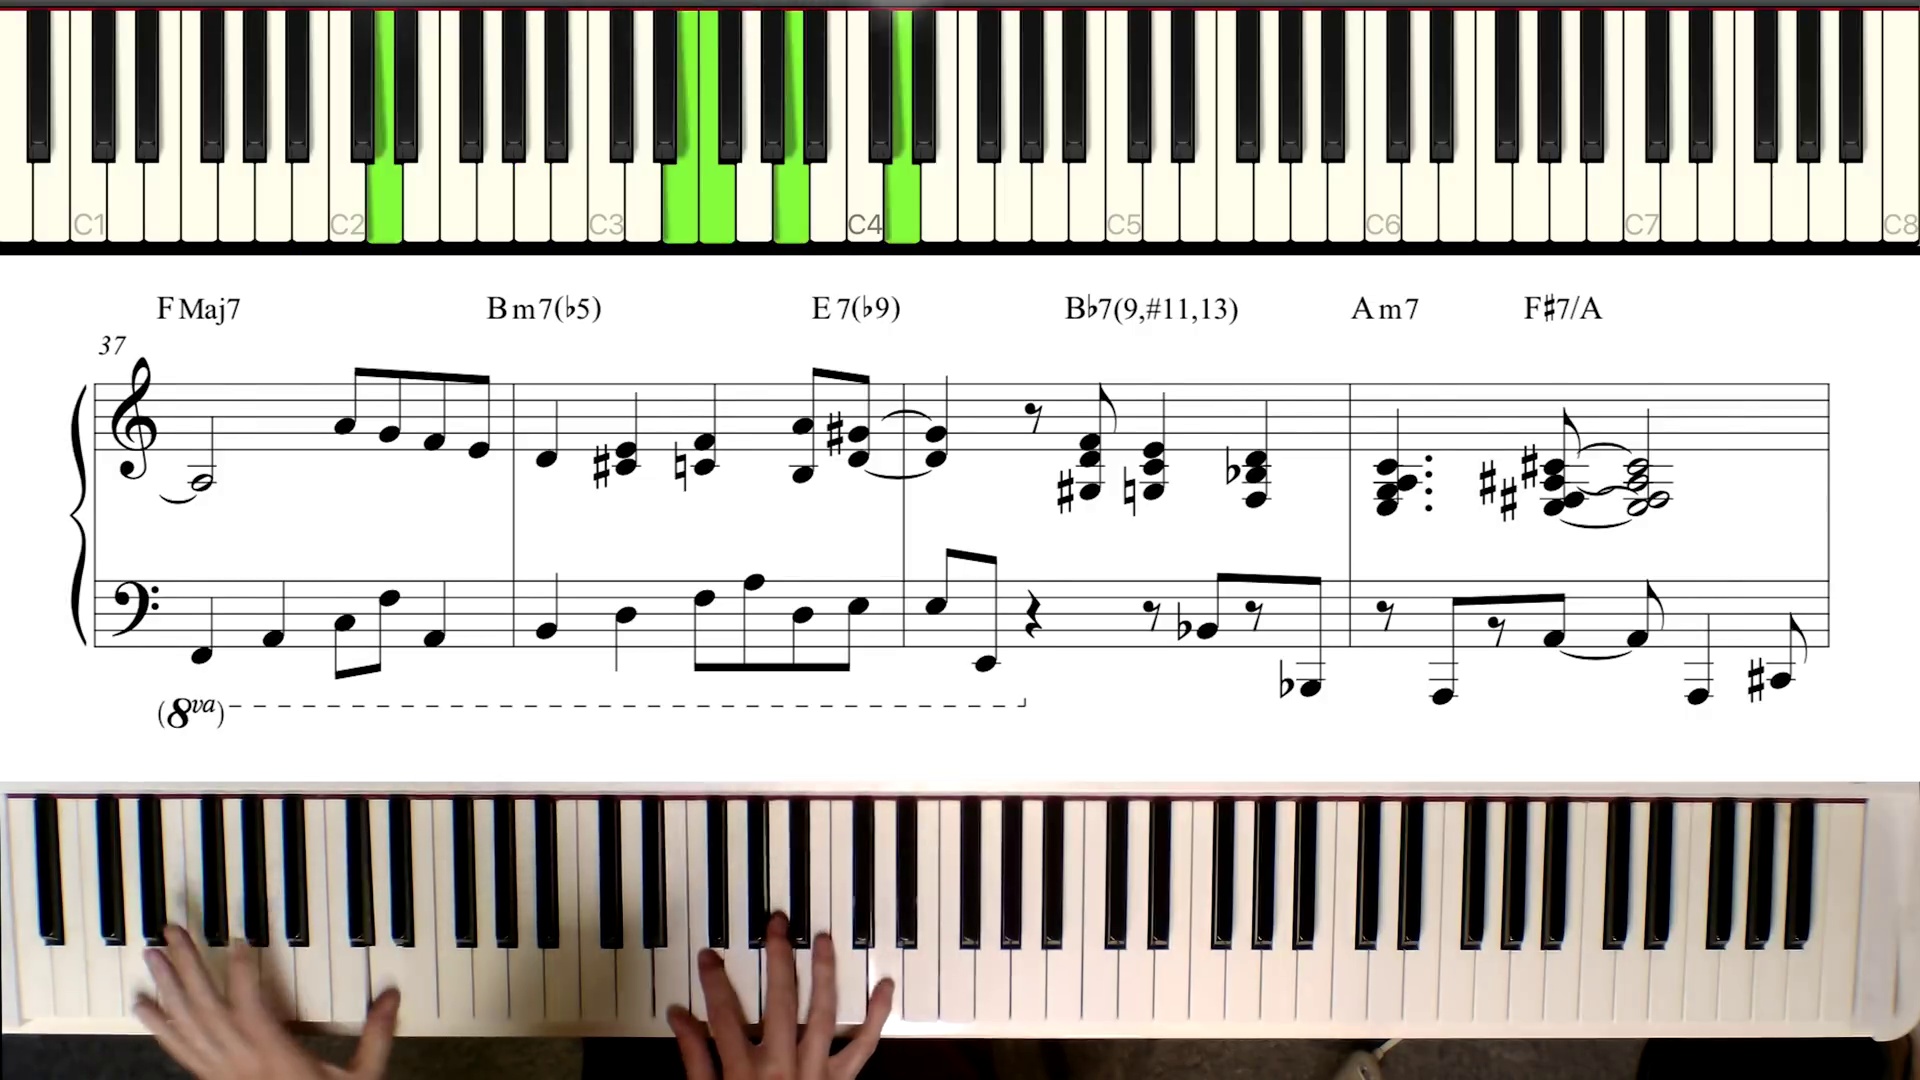 C1 C2 C3 C4 C5 C6 C7 C8
F Maj7 B m7(♭5) E 7(♭9) B♭7(9,#11,13) A m7 F♯7/A
37
(8va)